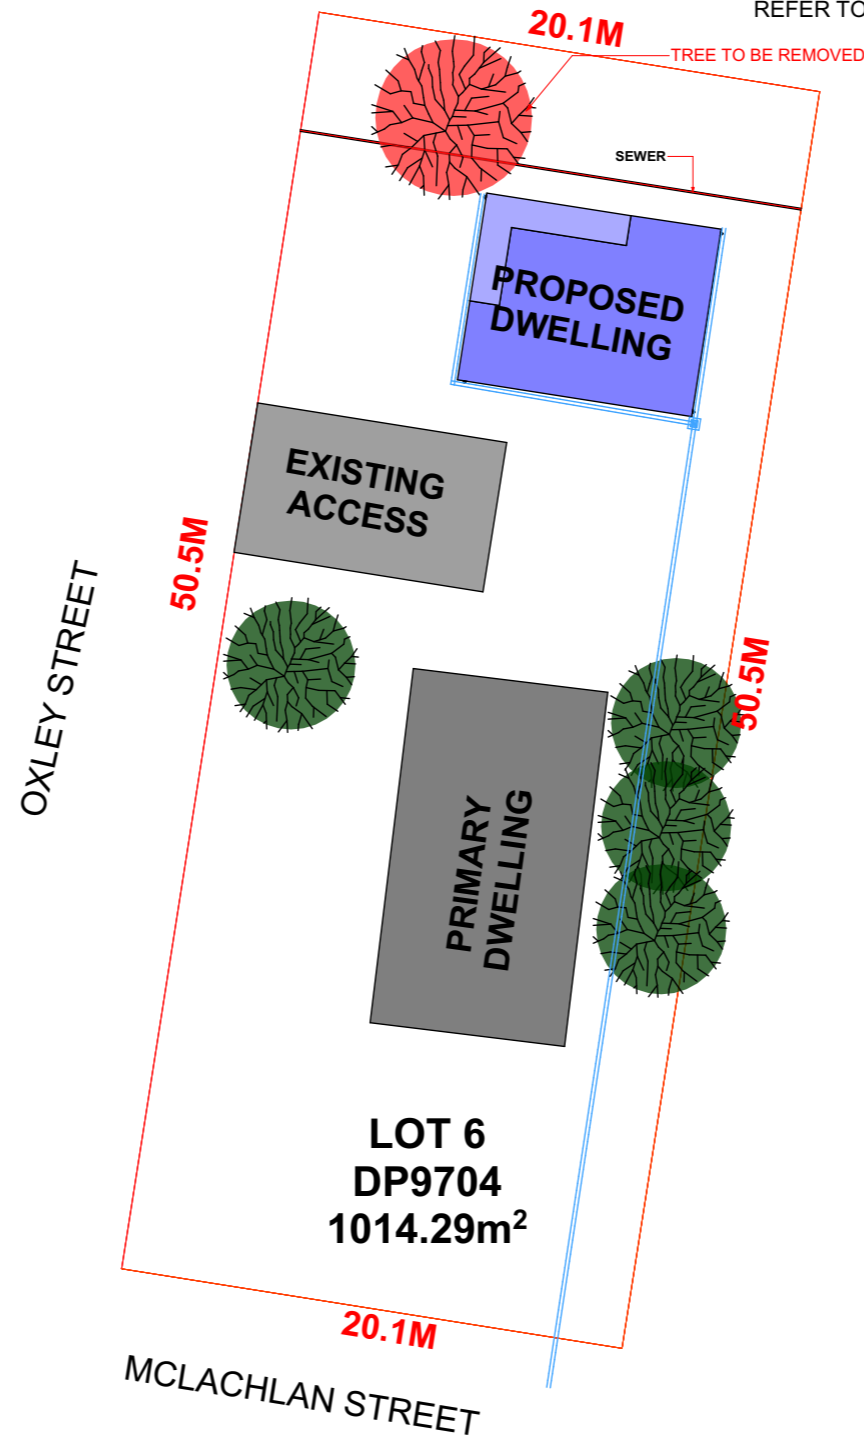 REFER TO
20.1M
TREE TO BE REMOVED
SEWER
PROPOSED
DWELLING
EXISTING
ACCESS
50.5M
OXLEY STREET
50.5M
PRIMARY
DWELLING
LOT 6
DP9704
1014.29m²
20.1M
MCLACHLAN STREET